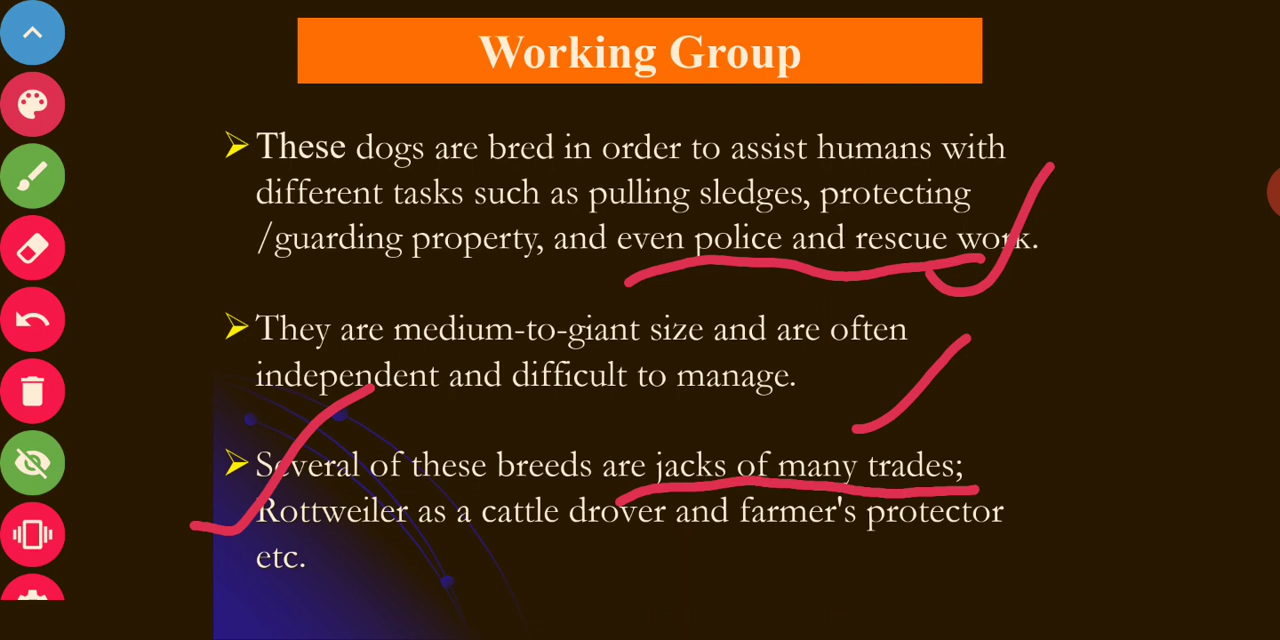 Working Group
These dogs are bred in order to assist humans with
different tasks such as pulling sledges, protecting
/guarding property, and even police and rescue work.
They are medium-to-giant size and are often
independent and difficult to manage.
Several of these breeds are jacks of many trades;
Rottweiler as a cattle drover and farmer's protector
etc.